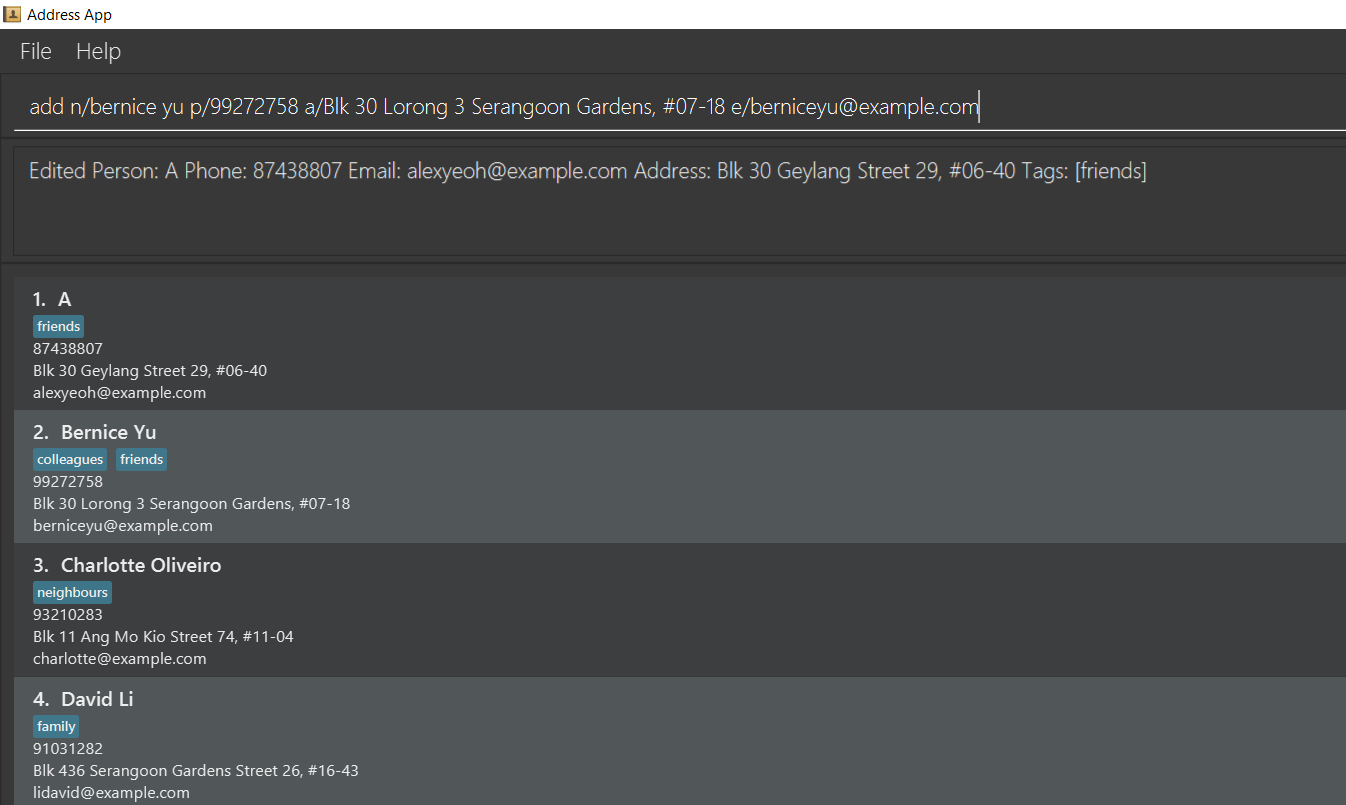 Address App
File Help
add n/bernice yu p/99272758 a/Blk 30 Lorong 3 Serangoon Gardens, #07-18 e/berniceyu@example.com
Edited Person: A Phone: 87438807 Email: alexyeoh@example.com Address: Blk 30 Geylang Street 29, #06-40 Tags: [friends]
1. A
friends
87438807
Blk 30 Geylang Street 29, #06-40
alexyeoh@example.com
2. Bernice Yu
colleagues friends
99272758
Blk 30 Lorong 3 Serangoon Gardens, #07-18
berniceyu@example.com
3. Charlotte Oliveiro
neighbours
93210283
Blk 11 Ang Mo Kio Street 74, #11-04
charlotte@example.com
4. David Li
family
91031282
Blk 436 Serangoon Gardens Street 26, #16-43
lidavid@example.com